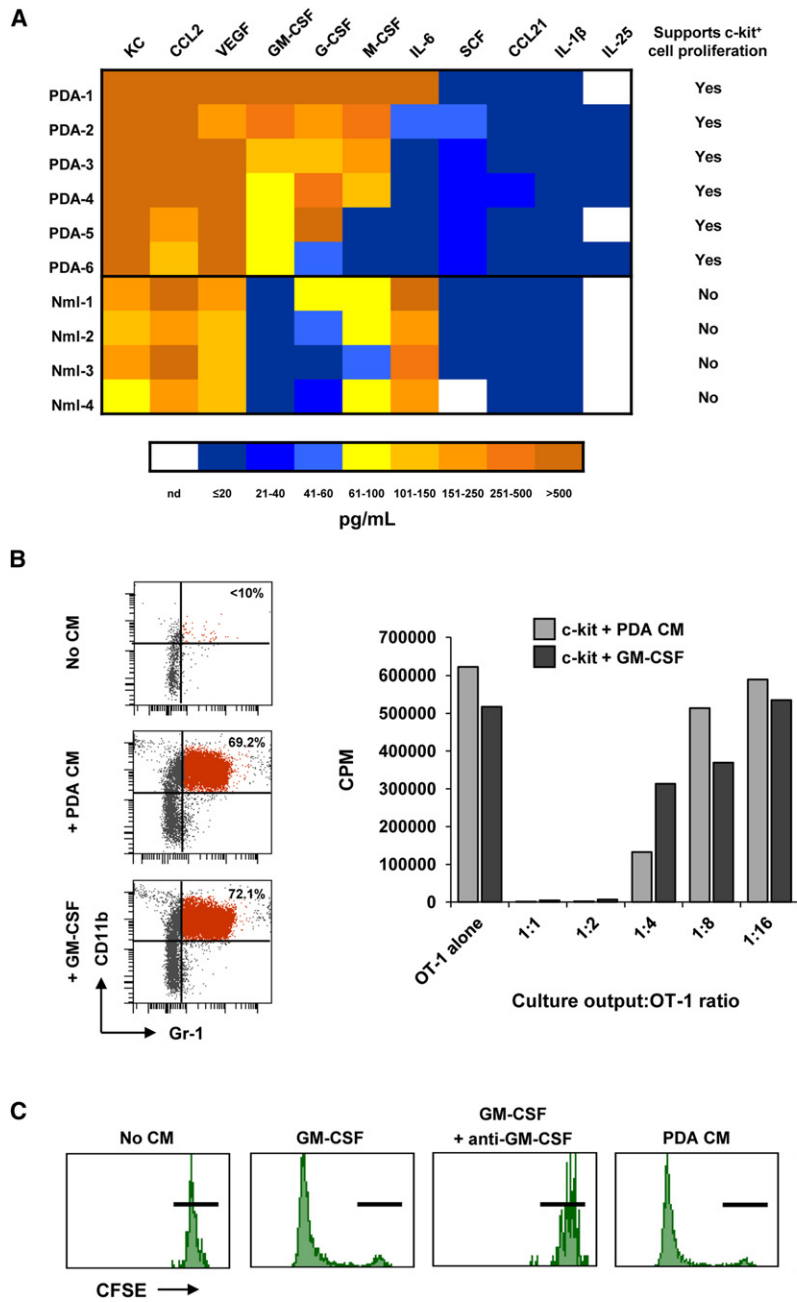 A
KC CCL2 VEGF GM-CSF G-CSF M-CSF IL-6 SCF CCL21 IL-1β IL-25
Supports c-kit⁺
cell proliferation
PDA-1 Yes
PDA-2 Yes
PDA-3 Yes
PDA-4 Yes
PDA-5 Yes
PDA-6 Yes
Nml-1 No
Nml-2 No
Nml-3 No
Nml-4 No
nd ≤20 21-40 41-60 61-100 101-150 151-250 251-500 >500
pg/mL
B
No CM
<10%
+ PDA CM
69.2%
+ GM-CSF
72.1%
CD11b
Gr-1
c-kit + PDA CM
c-kit + GM-CSF
CPM
700000
600000
500000
400000
300000
200000
100000
0
OT-1 alone 1:1 1:2 1:4 1:8 1:16
Culture output:OT-1 ratio
C
No CM
GM-CSF
GM-CSF
+ anti-GM-CSF
PDA CM
CFSE